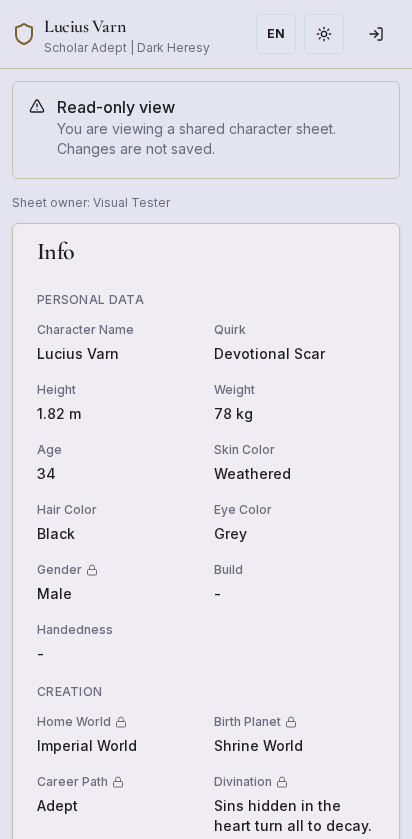 Lucius Varn
Scholar Adept | Dark Heresy
EN
Read-only view
You are viewing a shared character sheet.
Changes are not saved.
Sheet owner: Visual Tester
Info
PERSONAL DATA
Character Name
Quirk
Lucius Varn
Devotional Scar
Height
Weight
1.82 m
78 kg
Age
Skin Color
34
Weathered
Hair Color
Eye Color
Black
Grey
Gender
Build
Male
-
Handedness
-
CREATION
Home World
Birth Planet
Imperial World
Shrine World
Career Path
Divination
Adept
Sins hidden in the
heart turn all to decay.